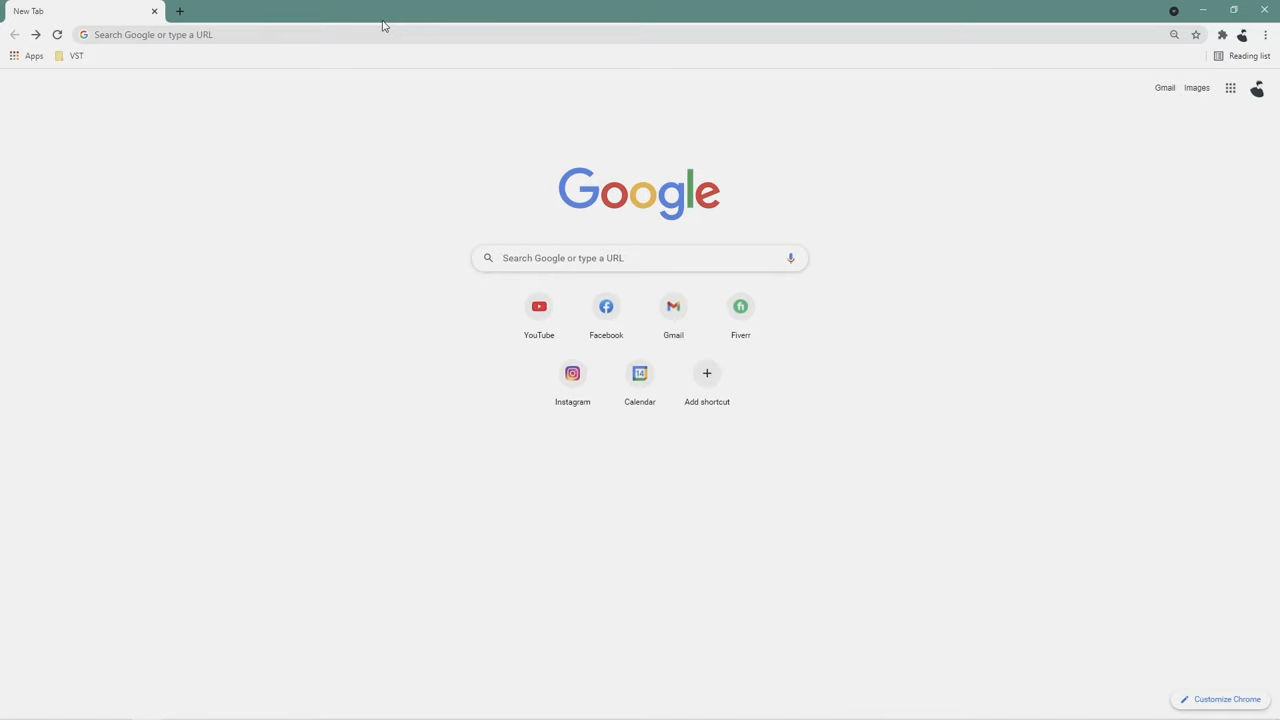 New Tab
Search Google or type a URL
Apps
VST
Reading list
Gmail
Images
Google
Search Google or type a URL
YouTube
Facebook
Gmail
Fiverr
14
Instagram
Calendar
Add shortcut
Customize Chrome